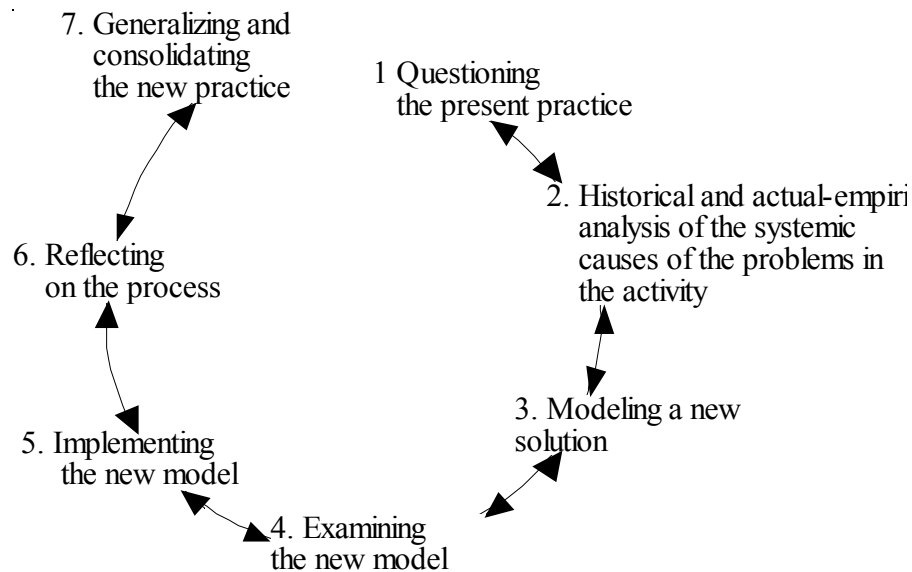 7. Generalizing and
consolidating
the new practice
1 Questioning
the present practice
2. Historical and actual-empiri
analysis of the systemic
causes of the problems in
the activity
3. Modeling a new
solution
4. Examining
the new model
5. Implementing
the new model
6. Reflecting
on the process